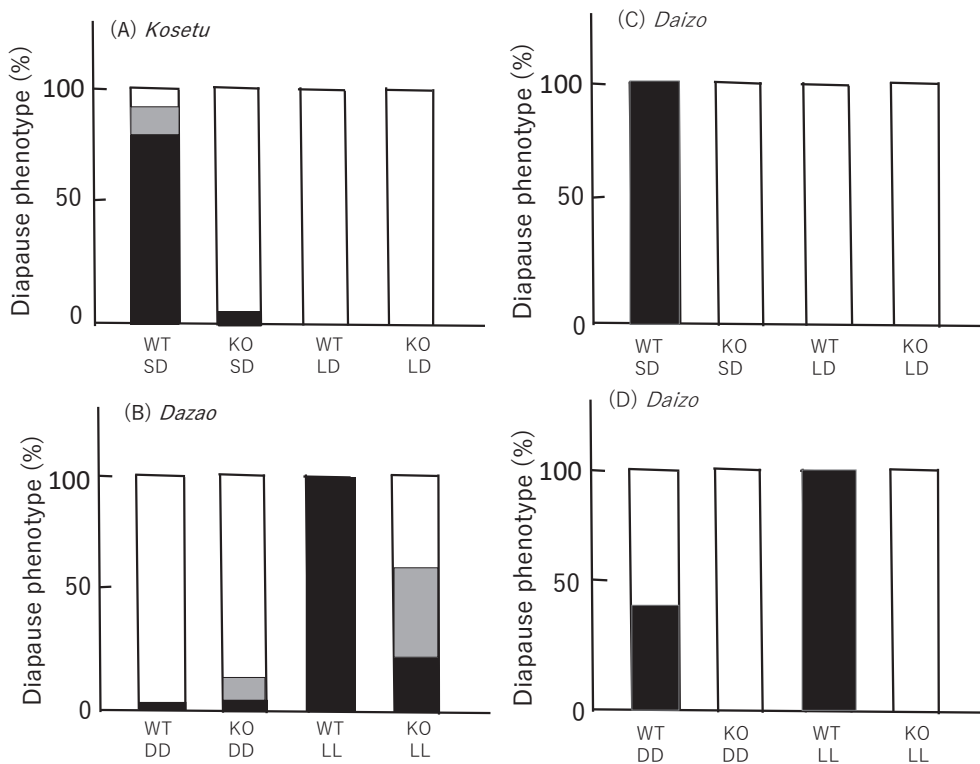 (A) Kosetu
Diapause phenotype (%)
100
50
0
WT SD
KO SD
WT LD
KO LD
(C) Daizo
Diapause phenotype (%)
100
50
0
WT SD
KO SD
WT LD
KO LD
(B) Dazao
Diapause phenotype (%)
100
50
0
WT DD
KO DD
WT LL
KO LL
(D) Daizo
Diapause phenotype (%)
100
50
0
WT DD
KO DD
WT LL
KO LL